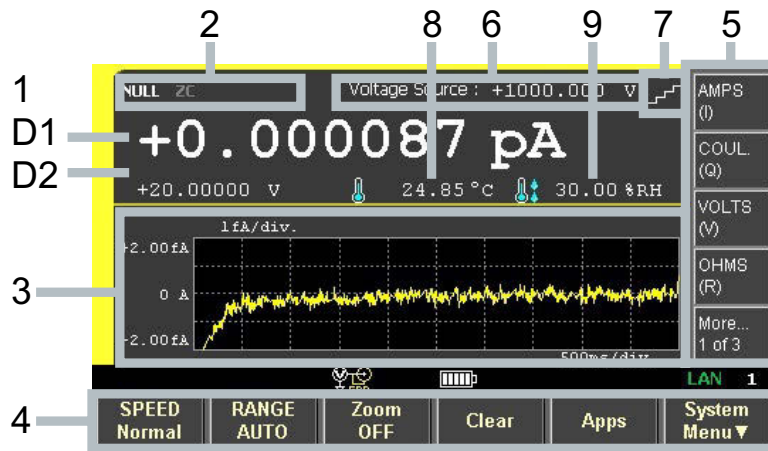 2 8 6 9 7 5
1
D1
D2
3
4
NULL ZC
Voltage Source : +1000.000 V
+0.000087 pA
+20.00000 V 24.85°C 30.00 %RH
1fA/div.
+2.00fA
0 A
-2.00fA
500ms/div
AMPS
(I)
COUL.
(Q)
VOLTS
(V)
OHMS
(R)
More...
1 of 3
LAN 1
SPEED
Normal
RANGE
AUTO
Zoom
OFF
Clear
Apps
System
Menu▼